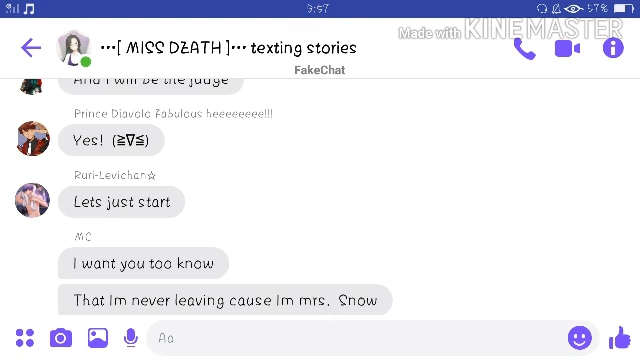 9:57
57%
Made with KINEMASTER
•••[ MISS DZATH ]••• texting stories
FakeChat
And I will be the judge
Prince Diavolo Fabulous heeeeeeee!!!
Yes! (≧∇≦)
Ruri-Levichan☆
Lets just start
MC
I want you too know
That Im never leaving cause Im mrs. Snow
Aa